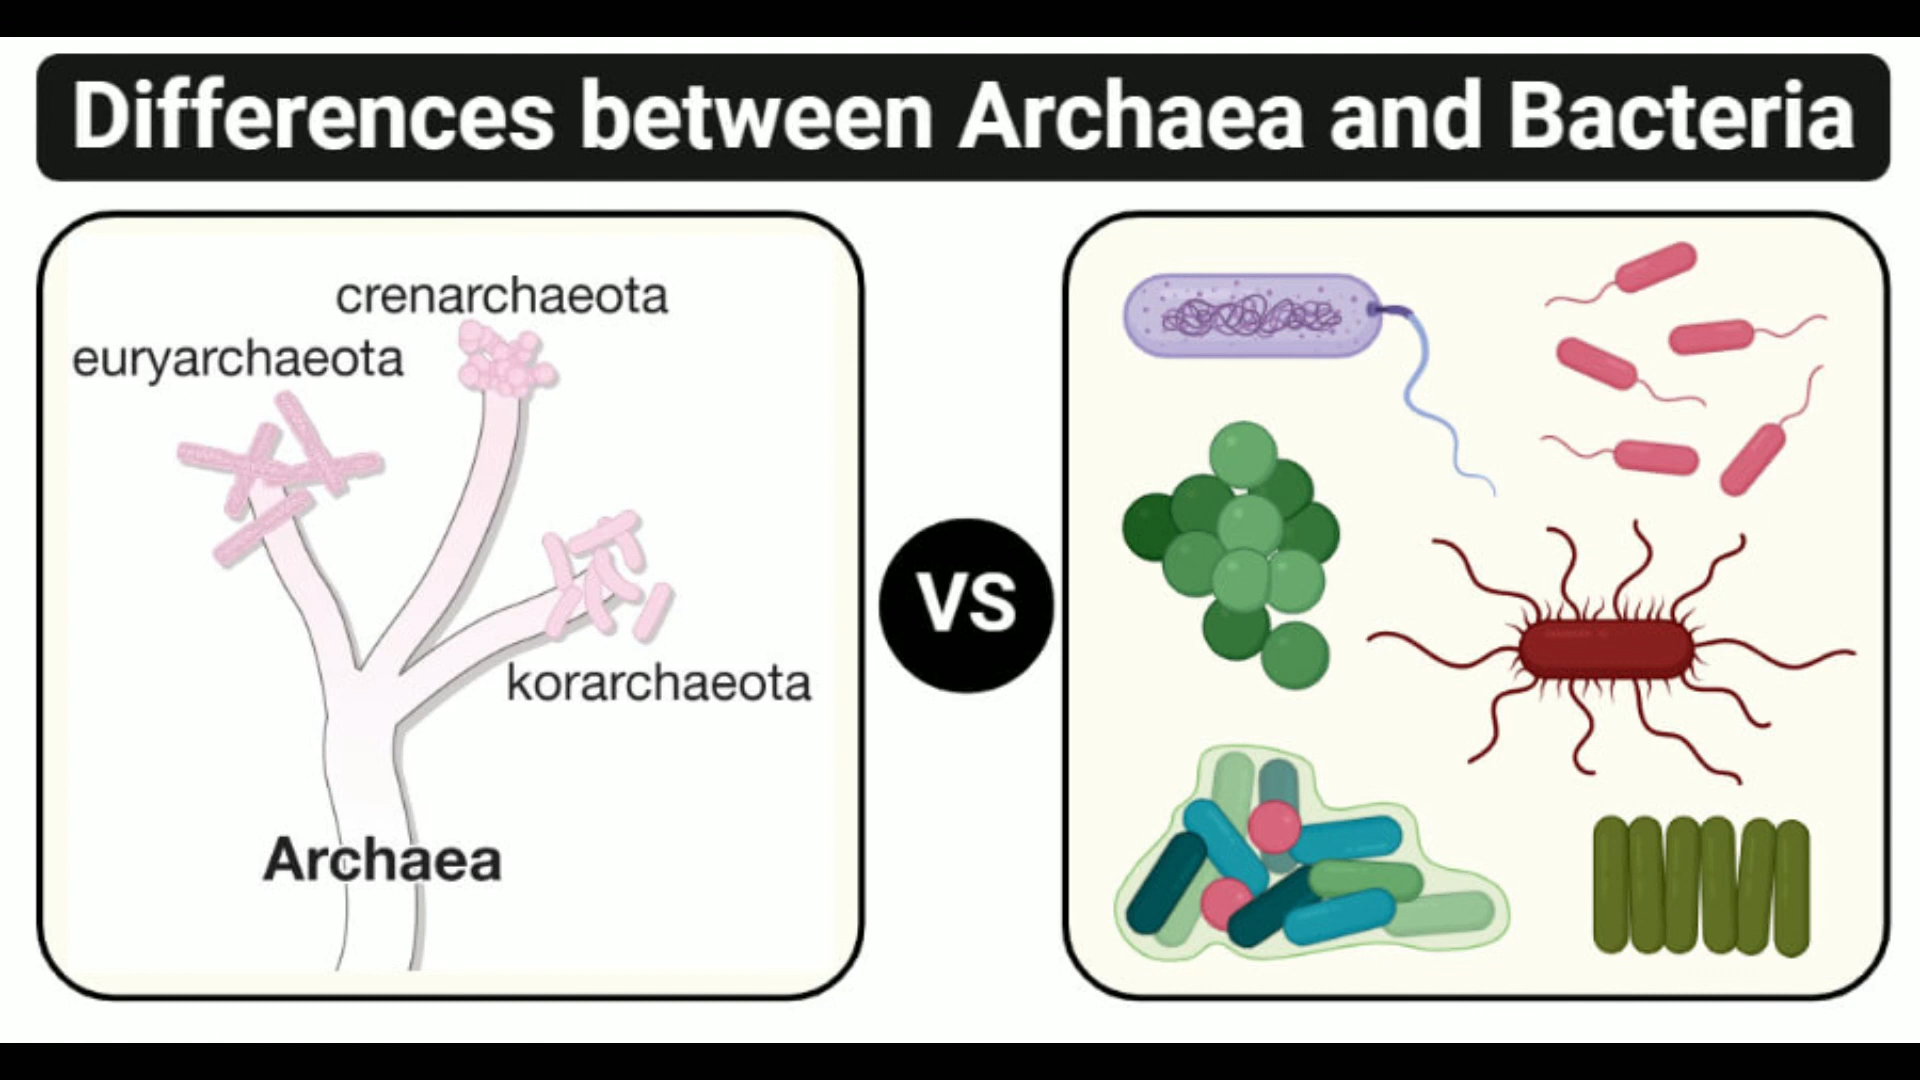 Differences between Archaea and Bacteria
crenarchaeota
euryarchaeota
VS
korarchaeota
Archaea